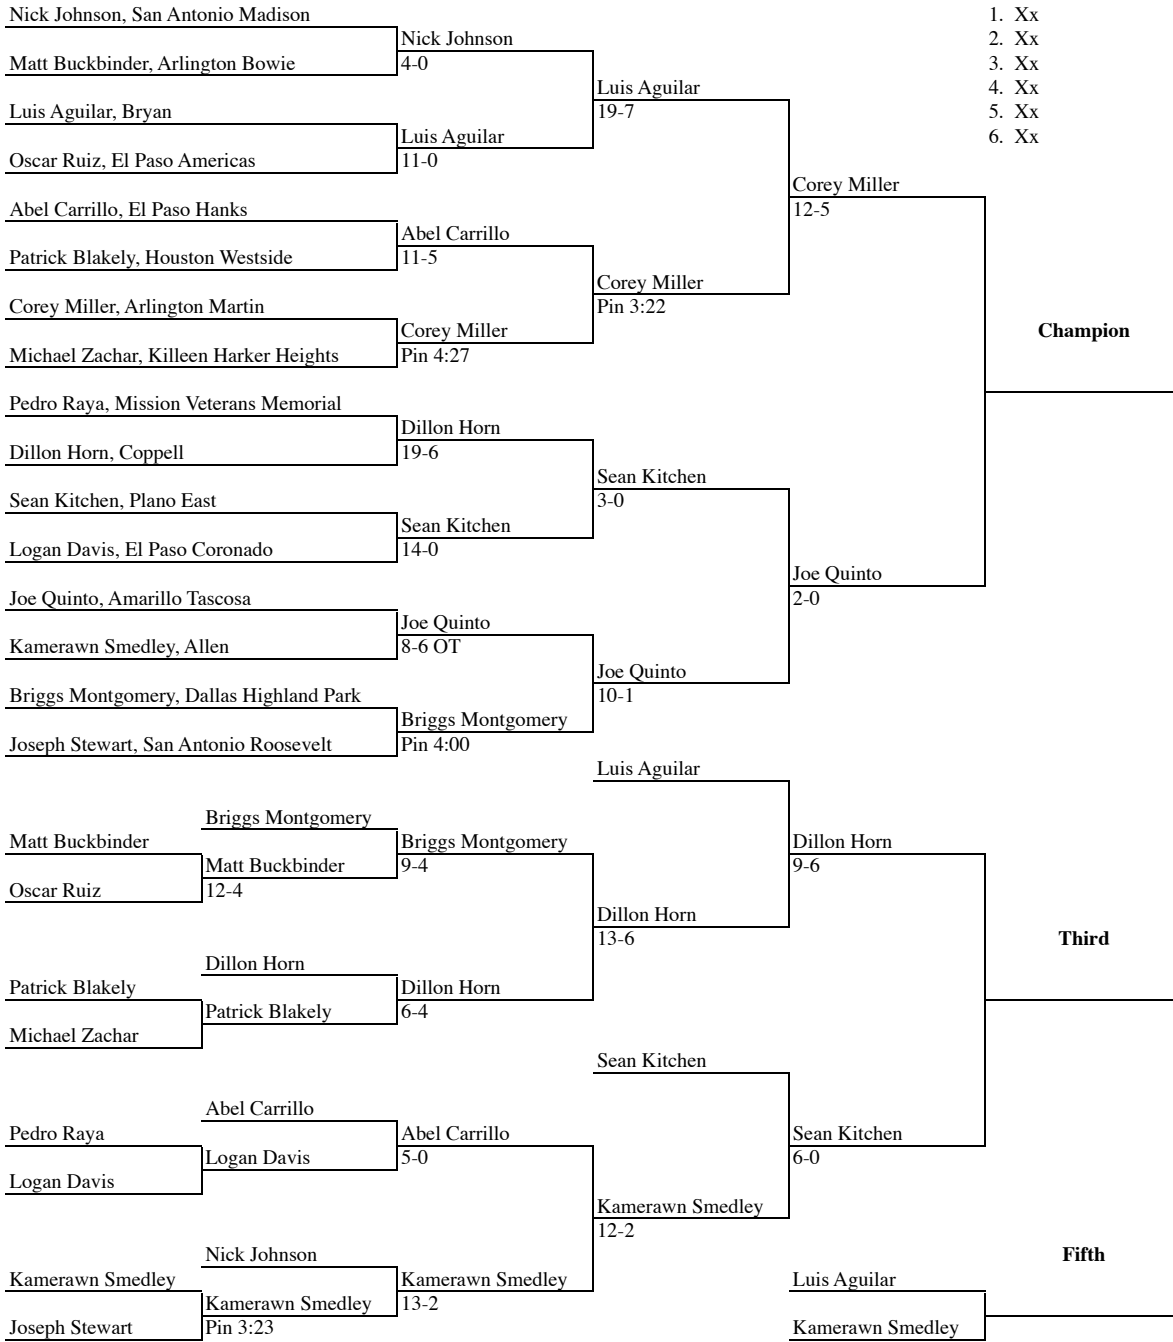 Nick Johnson, San Antonio Madison
1. Xx
2. Xx
Nick Johnson
Matt Buckbinder, Arlington Bowie
4-0
3. Xx
4. Xx
Luis Aguilar
Luis Aguilar, Bryan
19-7
5. Xx
6. Xx
Luis Aguilar
Oscar Ruiz, El Paso Americas
11-0
Corey Miller
Abel Carrillo, El Paso Hanks
12-5
Abel Carrillo
Patrick Blakely, Houston Westside
11-5
Corey Miller
Corey Miller, Arlington Martin
Pin 3:22
Corey Miller
Champion
Michael Zachar, Killeen Harker Heights
Pin 4:27
Pedro Raya, Mission Veterans Memorial
Dillon Horn
Dillon Horn, Coppell
19-6
Sean Kitchen
Sean Kitchen, Plano East
3-0
Sean Kitchen
Logan Davis, El Paso Coronado
14-0
Joe Quinto
Joe Quinto, Amarillo Tascosa
2-0
Joe Quinto
Kamerawn Smedley, Allen
8-6 OT
Joe Quinto
Briggs Montgomery, Dallas Highland Park
10-1
Briggs Montgomery
Joseph Stewart, San Antonio Roosevelt
Pin 4:00
Luis Aguilar
Briggs Montgomery
Matt Buckbinder
Briggs Montgomery
Dillon Horn
Matt Buckbinder
9-4
9-6
Oscar Ruiz
12-4
Dillon Horn
13-6
Third
Dillon Horn
Patrick Blakely
Dillon Horn
Patrick Blakely
6-4
Michael Zachar
Sean Kitchen
Abel Carrillo
Pedro Raya
Abel Carrillo
Sean Kitchen
Logan Davis
5-0
6-0
Logan Davis
Kamerawn Smedley
12-2
Nick Johnson
Fifth
Kamerawn Smedley
Kamerawn Smedley
Luis Aguilar
Kamerawn Smedley
13-2
Joseph Stewart
Pin 3:23
Kamerawn Smedley